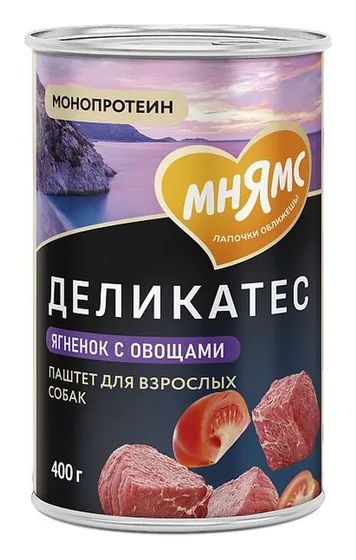 МОНОПРОТЕИН
МНЯМС
ЛАПОЧКИ ОБЛИЖЕШЬ!
ДЕЛИКАТЕС
ЯГНЕНОК С ОВОЩАМИ
ПАШТЕТ ДЛЯ ВЗРОСЛЫХ
СОБАК
400 г